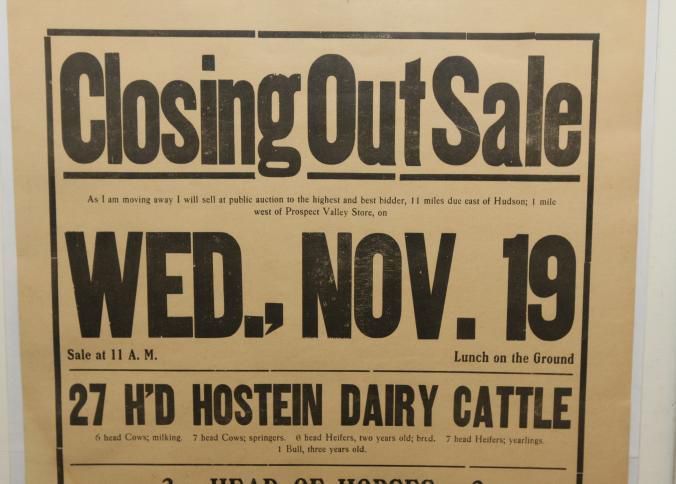 Closing Out Sale
As I am moving away I will sell at public auction to the highest and best bidder, 11 miles due east of Hudson; 1 mile
west of Prospect Valley Store, on
WED., NOV. 19
Sale at 11 A. M.
Lunch on the Ground
27 H'D HOSTEIN DAIRY CATTLE
6 head Cows; milking. 7 head Cows; springers. 6 head Heifers, two years old; bred. 7 head Heifers; yearlings.
1 Bull, three years old.
HEAD OF HORSES